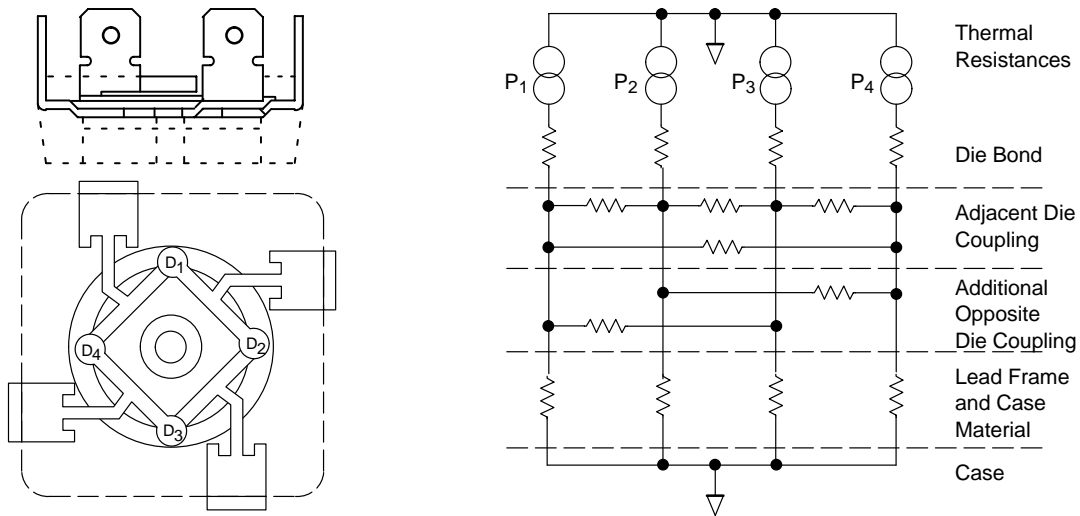 Thermal
Resistances
P1
P2
P3
P4
Die Bond
Adjacent Die
Coupling
Additional
Opposite
Die Coupling
Lead Frame
and Case
Material
Case
D1
D2
D4
D3